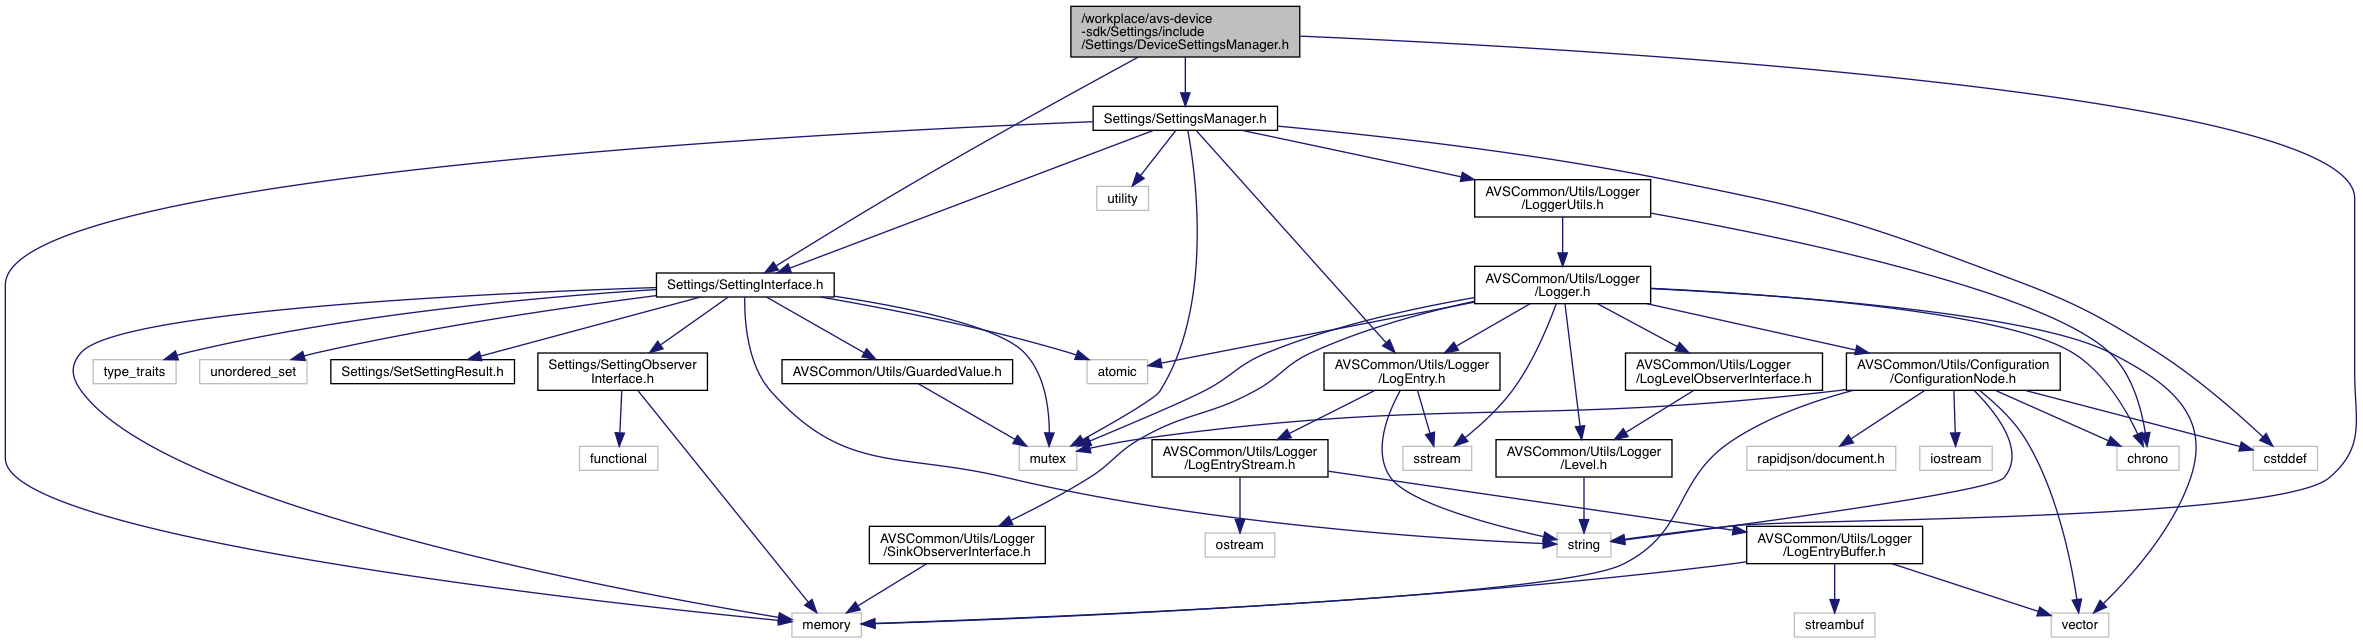 /workplace/avs-device
-sdk/Settings/include
/Settings/DeviceSettingsManager.h
Settings/SettingsManager.h
utility
AVSCommon/Utils/Logger
/LoggerUtils.h
Settings/SettingInterface.h
AVSCommon/Utils/Logger
/Logger.h
type_traits
unordered_set
Settings/SetSettingResult.h
Settings/SettingObserver
Interface.h
AVSCommon/Utils/GuardedValue.h
atomic
AVSCommon/Utils/Logger
/LogEntry.h
AVSCommon/Utils/Logger
/LogLevelObserverInterface.h
AVSCommon/Utils/Configuration
/ConfigurationNode.h
functional
mutex
AVSCommon/Utils/Logger
/LogEntryStream.h
sstream
AVSCommon/Utils/Logger
/Level.h
rapidjson/document.h
iostream
chrono
cstddef
AVSCommon/Utils/Logger
/SinkObserverInterface.h
ostream
string
AVSCommon/Utils/Logger
/LogEntryBuffer.h
memory
streambuf
vector